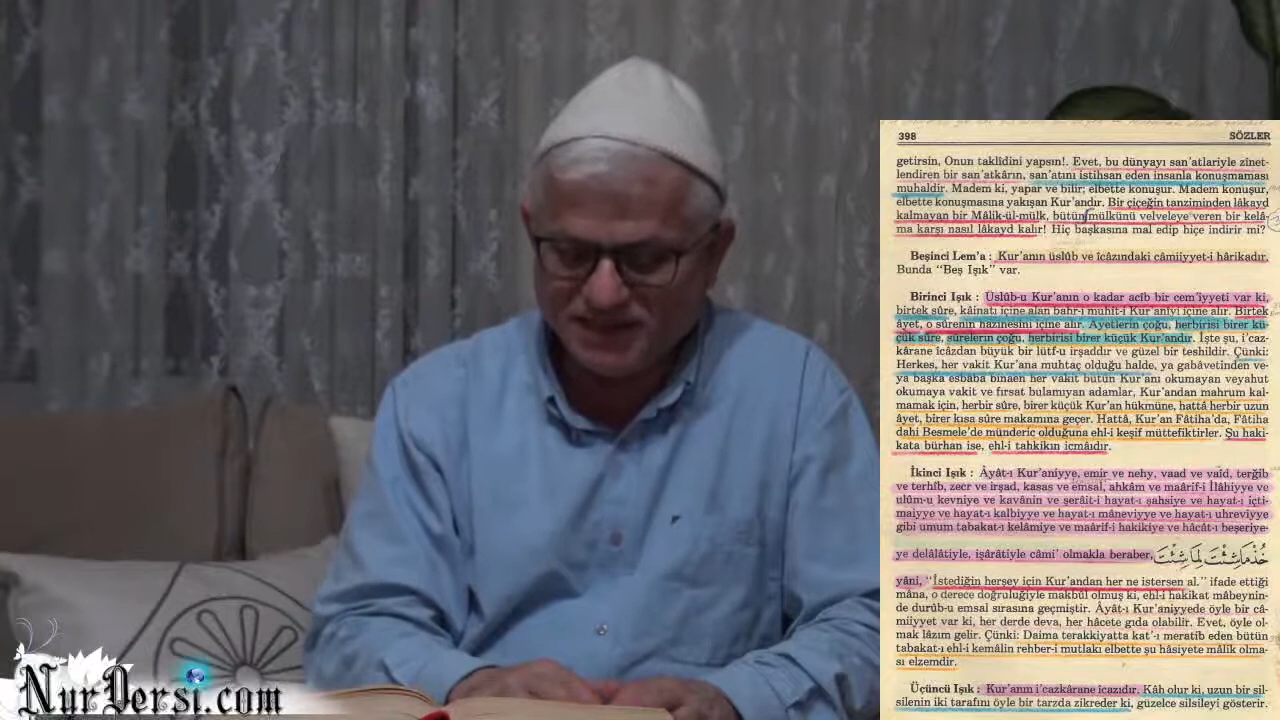 398
SÖZLER
getirsin, Onun taklîdini yapsın!. Evet, bu dünyayı san'atlariyle zînet-
lendiren bir san'atkârın, san'atını istihsan eden insanla konuşmaması
muhaldir. Madem ki, yapar ve bilir; elbette konuşur. Madem konuşur,
elbette konuşmasına yakışan Kur'andır. Bir çiçeğin tanziminden lâkayd
kalmayan bir Mâlik-ül-mülk, bütün mülkünü velveleye veren bir kelâ-
ma karşı nasıl lâkayd kalır! Hiç başkasına mal edip hiçe indirir mi?
Beşinci Lem'a : Kur'anın üslûb ve îcâzındaki câmiiyyet-i hârikadır.
Bunda "Beş Işık" var.
Birinci Işık : Üslûb-u Kur'anın o kadar acîb bir cem'iyyeti var ki,
birtek sûre, kâinatı içine alan bahr-ı muhit-i Kur'anîyi içine alır. Birtek
âyet, o sûrenin hazinesini içine alır. Âyetlerin çoğu, herbirisi birer kü-
çük sûre, sûrelerin çoğu, herbirisi birer küçük Kur'andır. İşte şu, i'caz-
kârane îcâzdan büyük bir lütf-u irşaddır ve güzel bir teshildir. Çünki:
Herkes, her vakit Kur'ana muhtaç olduğu halde, ya gabâvetinden ve-
ya başka esbaba binâen her vakit bütün Kur'anı okumayan veyahut
okumaya vakit ve fırsat bulamıyan adamlar, Kur'andan mahrum kal-
mamak için, herbir sûre, birer küçük Kur'an hükmüne, hattâ herbir uzun
âyet, birer kısa sûre makamına geçer. Hattâ, Kur'an Fâtiha'da, Fâtiha
dahi Besmele'de münderic olduğuna ehl-i keşif müttefiktirler. Şu haki-
kata bürhan ise, ehl-i tahkikın icmâıdır.
İkinci Işık : Âyât-ı Kur'aniyye, emir ve nehy, vaad ve vaîd, terğîb
ve terhîb, zecr ve irşad, kasas ve emsal, ahkâm ve maârif-i İlâhiyye ve
ulûm-u kevniye ve kavânin ve şerâit-i hayat-ı şahsiye ve hayat-ı içti-
maiyye ve hayat-ı kalbiyye ve hayat-ı mâneviyye ve hayat-ı uhreviyye
gibi umum tabakat-ı kelâmiye ve maârif-i hakikiye ve hâcât-ı beşeriye-
ye delâlâtiyle, işârâtiyle câmi' olmakla beraber, خُذْ مَا شِئْتَ لِمَا شِئْتَ
yâni, "İstediğin herşey için Kur'andan her ne istersen al." ifade ettiği
mâna, o derece doğruluğiyle makbûl olmuş ki, ehl-i hakikat mâbeynin-
de durûb-u emsal sırasına geçmiştir. Âyât-ı Kur'aniyyede öyle bir câ-
miiyyet var ki, her derde deva, her hâcete gıda olabilir. Evet, öyle ol-
mak lâzım gelir. Çünki: Daima terakkiyatta kat'-ı meratîb eden bütün
tabakat-ı ehl-i kemâlin rehber-i mutlakı elbette şu hâsiyete mâlik olma-
sı elzemdir.
Üçüncü Işık : Kur'anın i'cazkârane îcazıdır. Kâh olur ki, uzun bir sil-
silenin iki tarafını öyle bir tarzda zikreder ki, güzelce silsileyi gösterir.
NurDersi.com